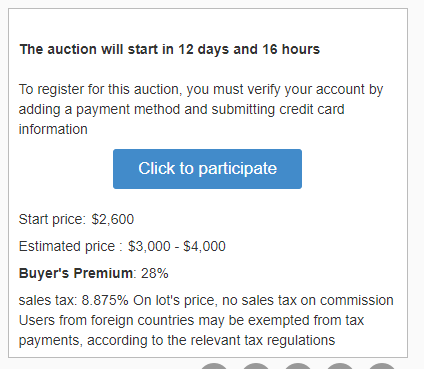 The auction will start in 12 days and 16 hours
To register for this auction, you must verify your account by
adding a payment method and submitting credit card
information
Click to participate
Start price: $2,600
Estimated price : $3,000 - $4,000
Buyer's Premium: 28%
sales tax: 8.875% On lot's price, no sales tax on commission
Users from foreign countries may be exempted from tax
payments, according to the relevant tax regulations